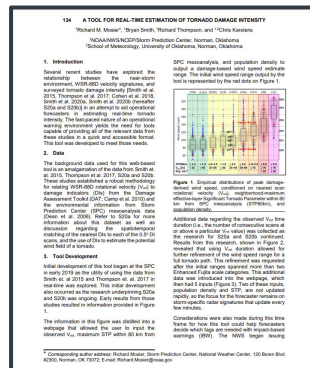 134 A TOOL FOR REAL-TIME ESTIMATION OF TORNADO DAMAGE INTENSITY
*Richard M. Mosier¹, ¹Bryan Smith, ¹Richard Thompson, and ¹,²Chris Karstens
¹NOAA/NWS/NCEP/Storm Prediction Center, Norman, Oklahoma
²School of Meteorology, University of Oklahoma, Norman, Oklahoma
1. Introduction
Several recent studies have explored the
relationship between the near-storm
environment, WSR-88D velocity signatures, and
surveyed tornado damage intensity [Smith et al.
2015, Thompson et al. 2017, Cohen et al. 2018,
Smith et al. 2020a, Smith et al. 2020b (hereafter
S20a and S20b)] in an attempt to aid operational
forecasters in estimating real-time tornado
intensity. The fast-paced nature of an operational
warning environment yields the need for tools
capable of providing all of the relevant data from
these studies in a quick and accessible format.
This tool was developed to meet those needs.
2. Data
The background data used for this web-based
tool is an amalgamation of the data from Smith et
al. 2015, Thompson et al. 2017, S20a, and S20b.
These studies established a robust methodology
for relating WSR-88D rotational velocity (Vrot) to
damage indicators (DIs) from the Damage
Assessment Toolkit (DAT; Camp et al. 2010) and
the environmental information from Storm
Prediction Center (SPC) mesoanalysis data
(Dean et al. 2006). Refer to S20a for more
information about this dataset as well as
discussion regarding the spatiotemporal
matching of the nearest DIs to each of the 0.5° DI
scans, and the use of DIs to estimate the potential
wind field of a tornado.
3. Tool Development
Initial development of this tool began at the SPC
in early 2019 as the utility of using the data from
Smith et al. 2015 and Thompson et al. 2017 in
real-time was explored. This initial development
also occurred as the research underpinning S20a
and S20b was ongoing. Early results from those
studies resulted in information provided in Figure
1.
The information in this figure was distilled into a
webpage that allowed the user to input the
observed Vrot, maximum STP within 80 km from
SPC mesoanalysis, and population density to
output a damage-based wind speed estimate
range. The initial wind speed range output by the
tool is represented by the red dots on Figure 1.
Figure 1. Empirical distributions of peak damage-
derived wind speed, conditioned on nearest scan
rotational velocity (Vrot), neighborhood-maximum
effective-layer Significant Tornado Parameter within 80
km from SPC mesoanalysis (STP80km), and
population density.
Additional data regarding the observed Vrot time
duration (i.e., the number of consecutive scans at
or above a particular Vrot value) was collected as
the research for S20a and S20b continued.
Results from this research, shown in Figure 2,
revealed that using Vrot duration allowed for
further refinement of the wind speed range for a
full tornado path. This refinement was requested
after the initial ranges spanned more than two
Enhanced Fujita scale categories. This additional
data was introduced into the webpage, which
then had 5 inputs (Figure 3). Two of these inputs,
population density and STP, are not updated
rapidly, so the focus for the forecaster remains on
storm-specific radar signatures that update every
few minutes.
Considerations were also made during this time
frame for how this tool could help forecasters
decide which tags are needed with impact-based
warnings (IBW). The NWS began issuing
* Corresponding author address: Richard Mosier, Storm Prediction Center, National Weather Center, 120 Boren Blvd
#2300, Norman, OK 73072; E-mail: Richard.Mosier@noaa.gov